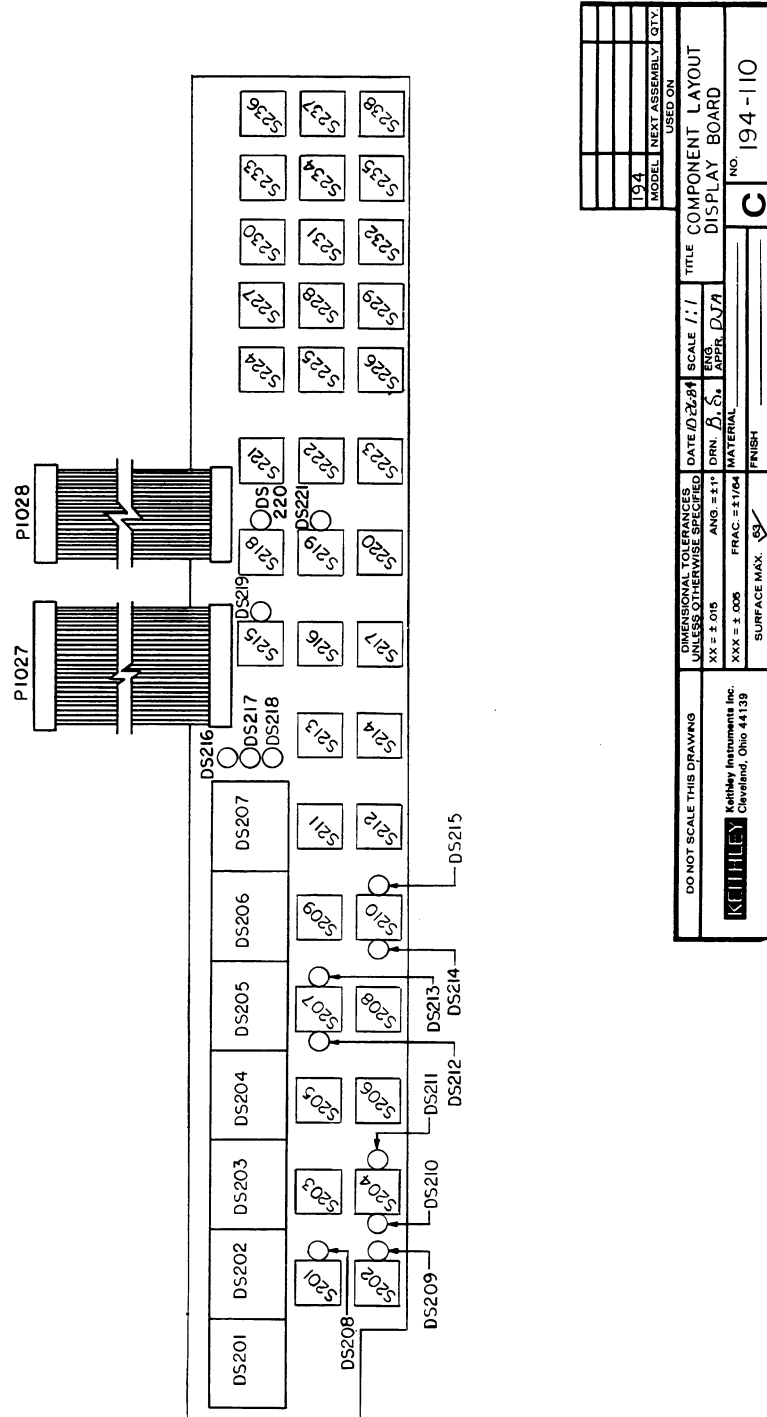 P1028
P1027
S236
S237
S238
S233
S234
S235
S230
S231
S232
S227
S228
S229
S224
S225
S226
S221
S222
S223
DS
220
DS221
S218
S219
S220
DS219
S215
S216
S217
DS216
DS217
DS218
S213
S214
DS207
S211
S212
DS215
DS206
S209
S210
DS214
DS213
DS205
S207
S208
DS212
DS204
S205
S206
DS211
DS203
S203
S204
DS210
DS202
S201
S202
DS209
DS208
DS201
194
MODEL
NEXT ASSEMBLY
QTY.
USED ON
DO NOT SCALE THIS DRAWING
DIMENSIONAL TOLERANCES
UNLESS OTHERWISE SPECIFIED
XX = ± .015
ANG. = ±1°
XXX = ± .005
FRAC. = ±1/64
SURFACE MAX. 63
DATE 10-26-84
SCALE 1:1
DRN. B.S.
ENG.
APPR. DJA
MATERIAL
FINISH
TITLE COMPONENT LAYOUT
DISPLAY BOARD
C
NO. 194-110
KEITHLEY
Keithley Instruments Inc.
Cleveland, Ohio 44139